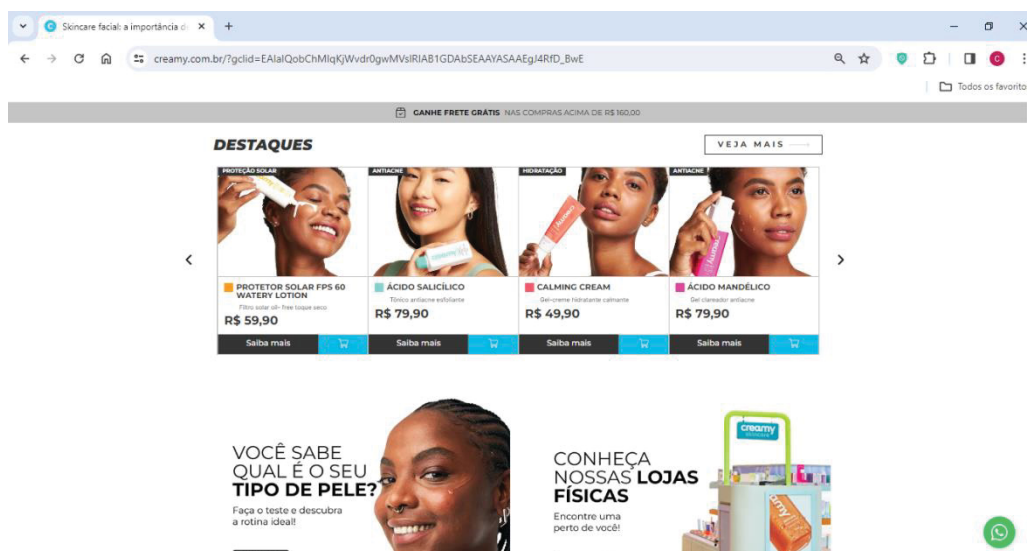 Skincare facial: a importância d
creamy.com.br/?gclid=EAIaIQobChMIqKjWvdr0gwMVsIRIAB1GDAbSEAAYASAAEgJ4RfD_BwE
C
Todos os favorito
GANHE FRETE GRÁTIS NAS COMPRAS ACIMA DE R$ 160,00
DESTAQUES
VEJA MAIS
PROTEÇÃO SOLAR
ANTIACNE
HIDRATAÇÃO
ANTIACNE
creamy
PROTETOR SOLAR FPS 60
WATERY LOTION
Filtro solar oil- free toque seco
R$ 59,90
ÁCIDO SALICÍLICO
Tônico antiacne esfoliante
R$ 79,90
CALMING CREAM
Gel-creme hidratante calmante
R$ 49,90
ÁCIDO MANDÉLICO
Gel clareador antiacne
R$ 79,90
Saiba mais
Saiba mais
Saiba mais
Saiba mais
VOCÊ SABE
QUAL É O SEU
TIPO DE PELE?
Faça o teste e descubra
a rotina ideal!
CONHEÇA
NOSSAS LOJAS
FÍSICAS
Encontre uma
perto de você!
creamy